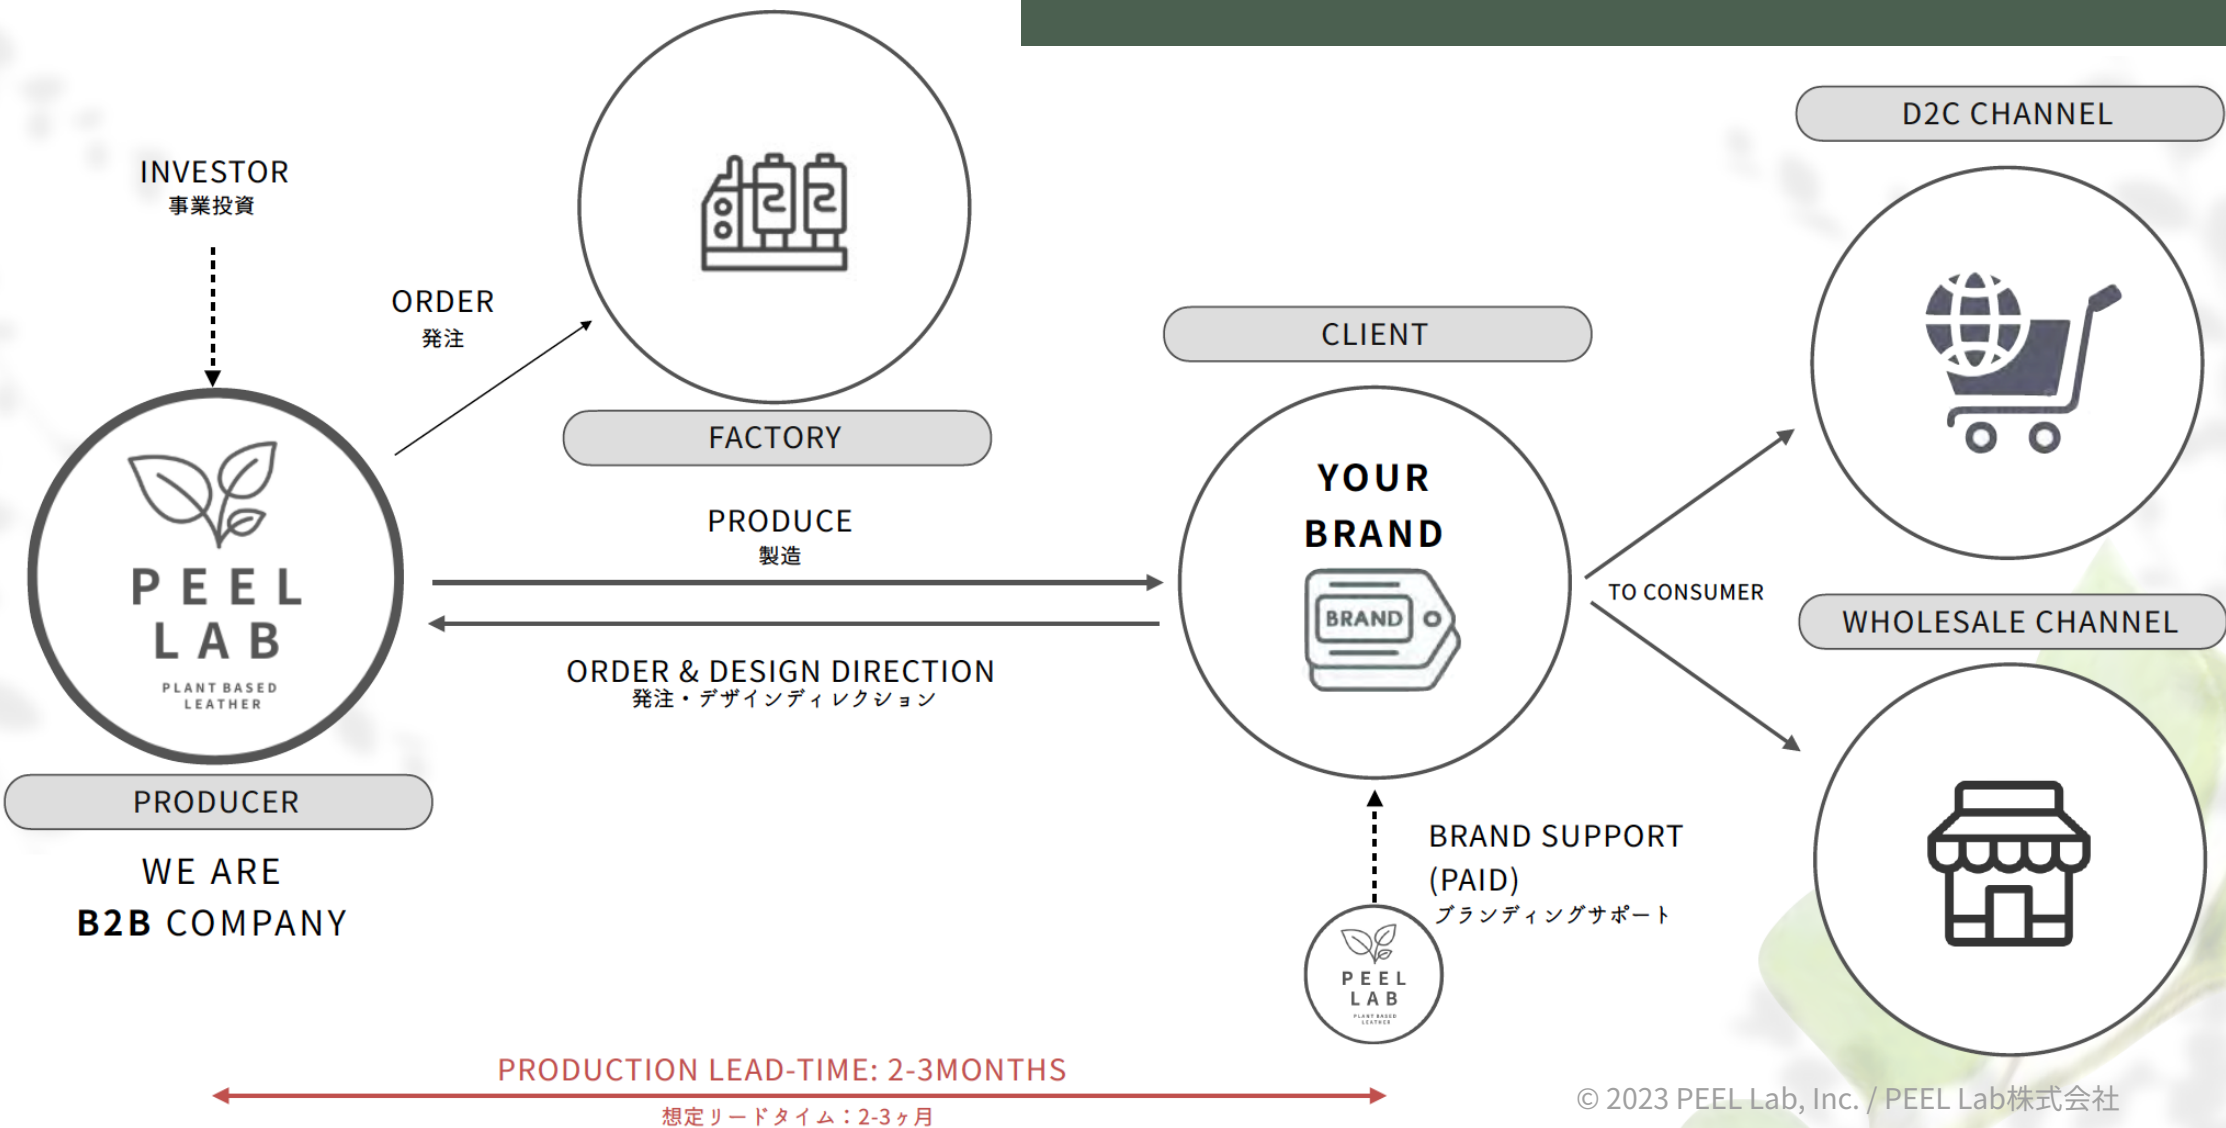 INVESTOR
事業投資
ORDER
発注
FACTORY
PEEL
LAB
PLANT BASED
LEATHER
PRODUCER
WE ARE
B2B COMPANY
PRODUCE
製造
ORDER & DESIGN DIRECTION
発注・デザインディレクション
CLIENT
YOUR
BRAND
BRAND
TO CONSUMER
D2C CHANNEL
WHOLESALE CHANNEL
BRAND SUPPORT
(PAID)
ブランディングサポート
PEEL
LAB
PLANT BASED
LEATHER
PRODUCTION LEAD-TIME: 2-3MONTHS
想定リードタイム：2-3ヶ月
© 2023 PEEL Lab, Inc. / PEEL Lab株式会社